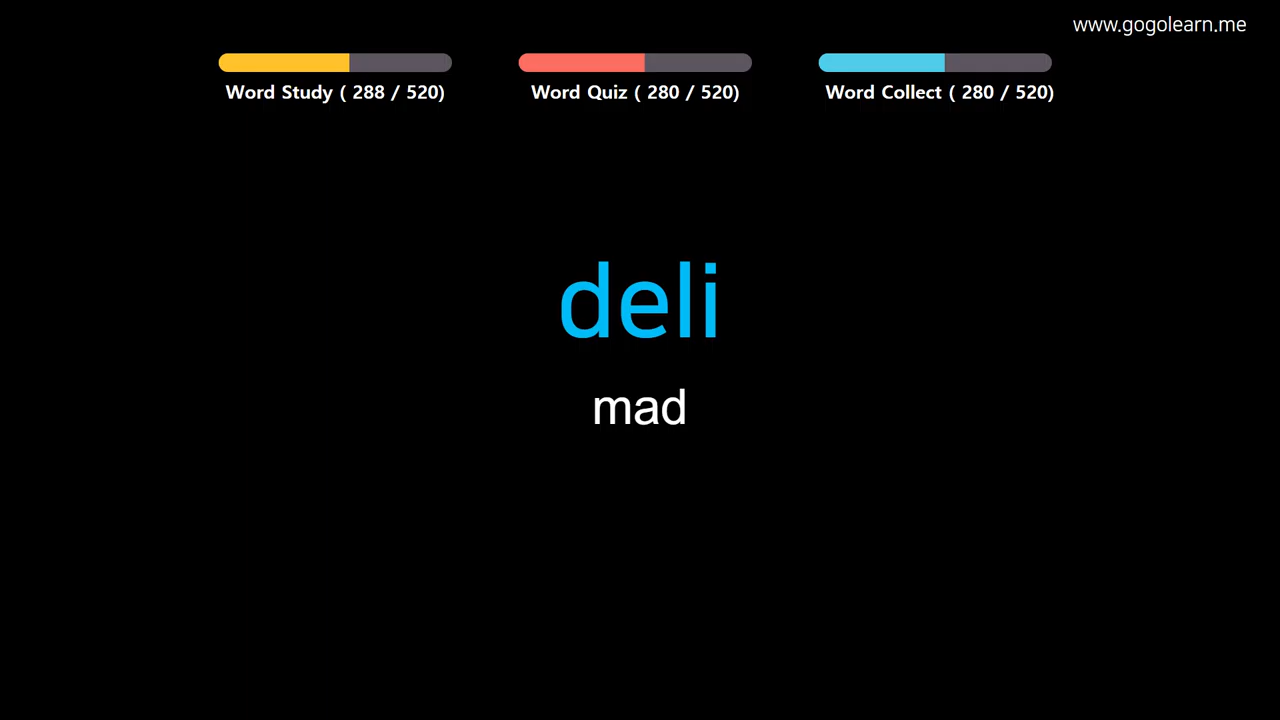 www.gogolearn.me
Word Study ( 288 / 520)
Word Quiz ( 280 / 520)
Word Collect ( 280 / 520)
deli
mad